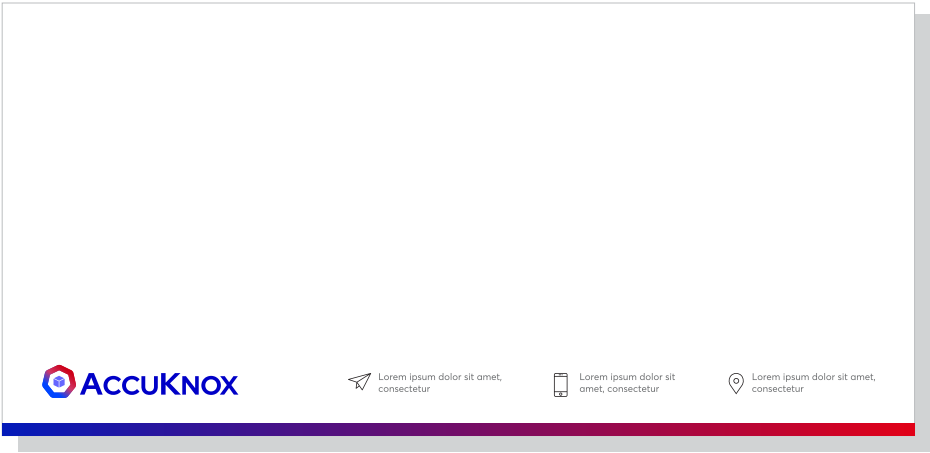 ACCUKNOX
Lorem ipsum dolor sit amet,
consectetur
Lorem ipsum dolor sit
amet, consectetur
Lorem ipsum dolor sit amet,
consectetur